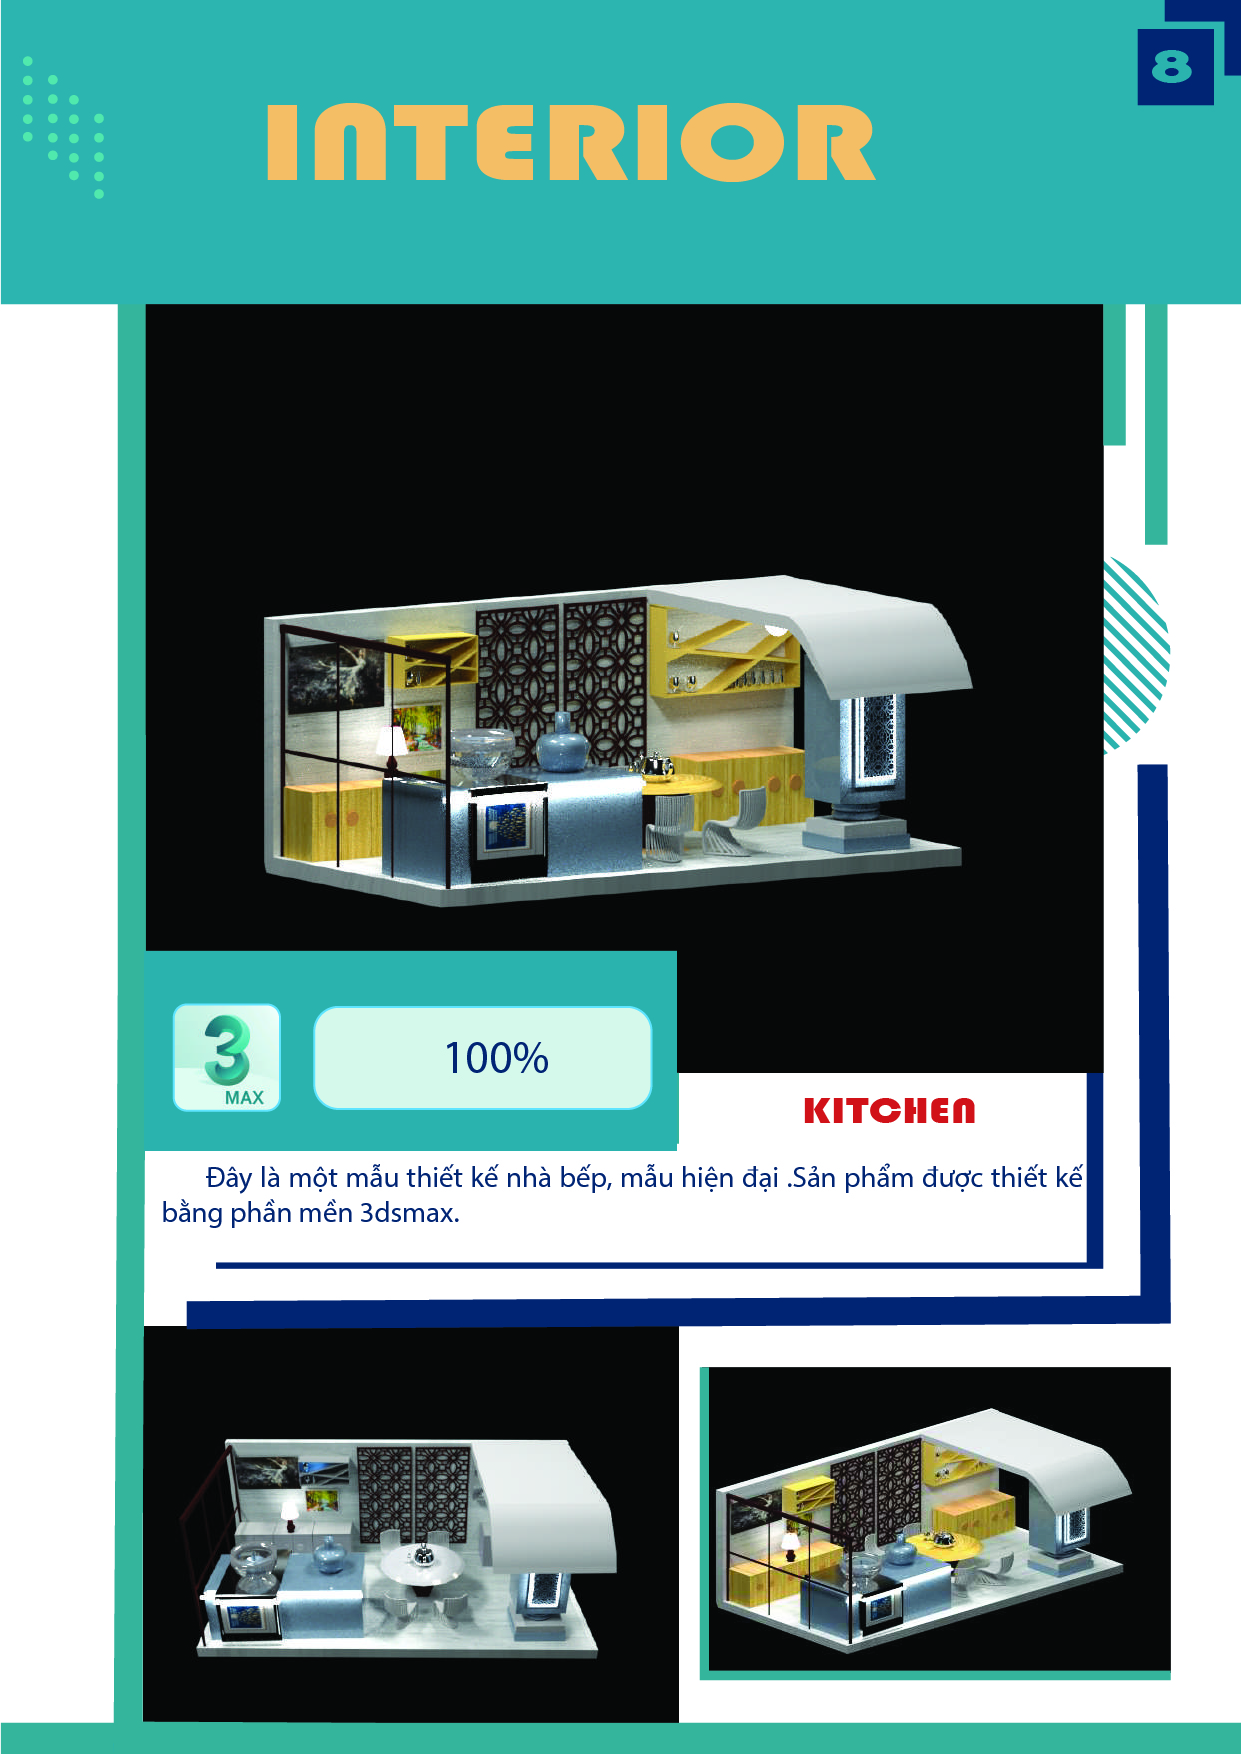 8
INTERIOR
3
MAX
100%
KITCHEN
Đây là một mẫu thiết kế nhà bếp, mẫu hiện đại .Sản phẩm được thiết kế
bằng phần mền 3dsmax.